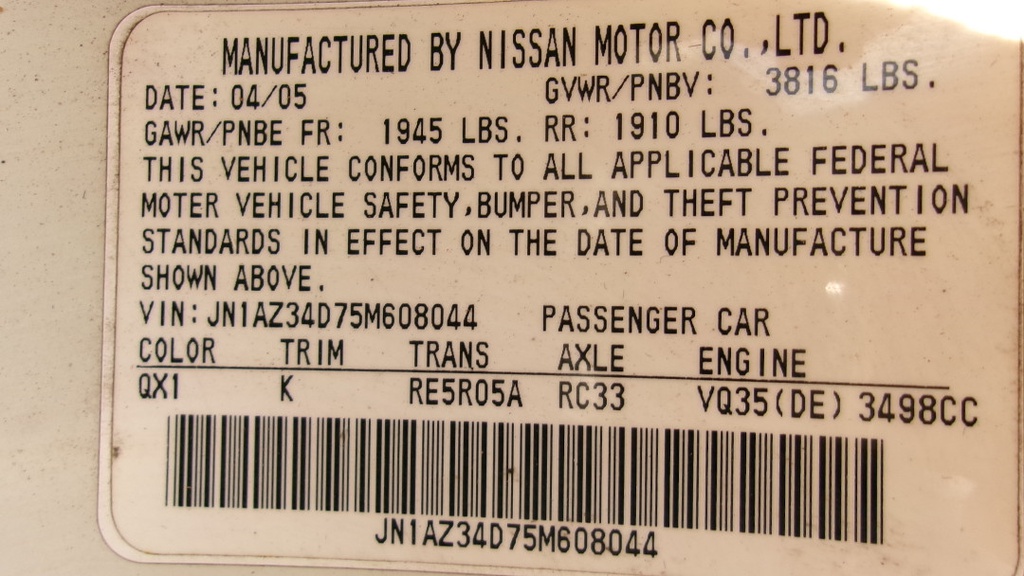 MANUFACTURED BY NISSAN MOTOR CO.,LTD.
DATE: 04/05 GVWR/PNBV: 3816 LBS.
GAWR/PNBE FR: 1945 LBS. RR: 1910 LBS.
THIS VEHICLE CONFORMS TO ALL APPLICABLE FEDERAL
MOTER VEHICLE SAFETY,BUMPER,AND THEFT PREVENTION
STANDARDS IN EFFECT ON THE DATE OF MANUFACTURE
SHOWN ABOVE.
VIN: JN1AZ34D75M608044 PASSENGER CAR
COLOR TRIM TRANS AXLE ENGINE
QX1 K RE5R05A RC33 VQ35(DE) 3498CC
JN1AZ34D75M608044